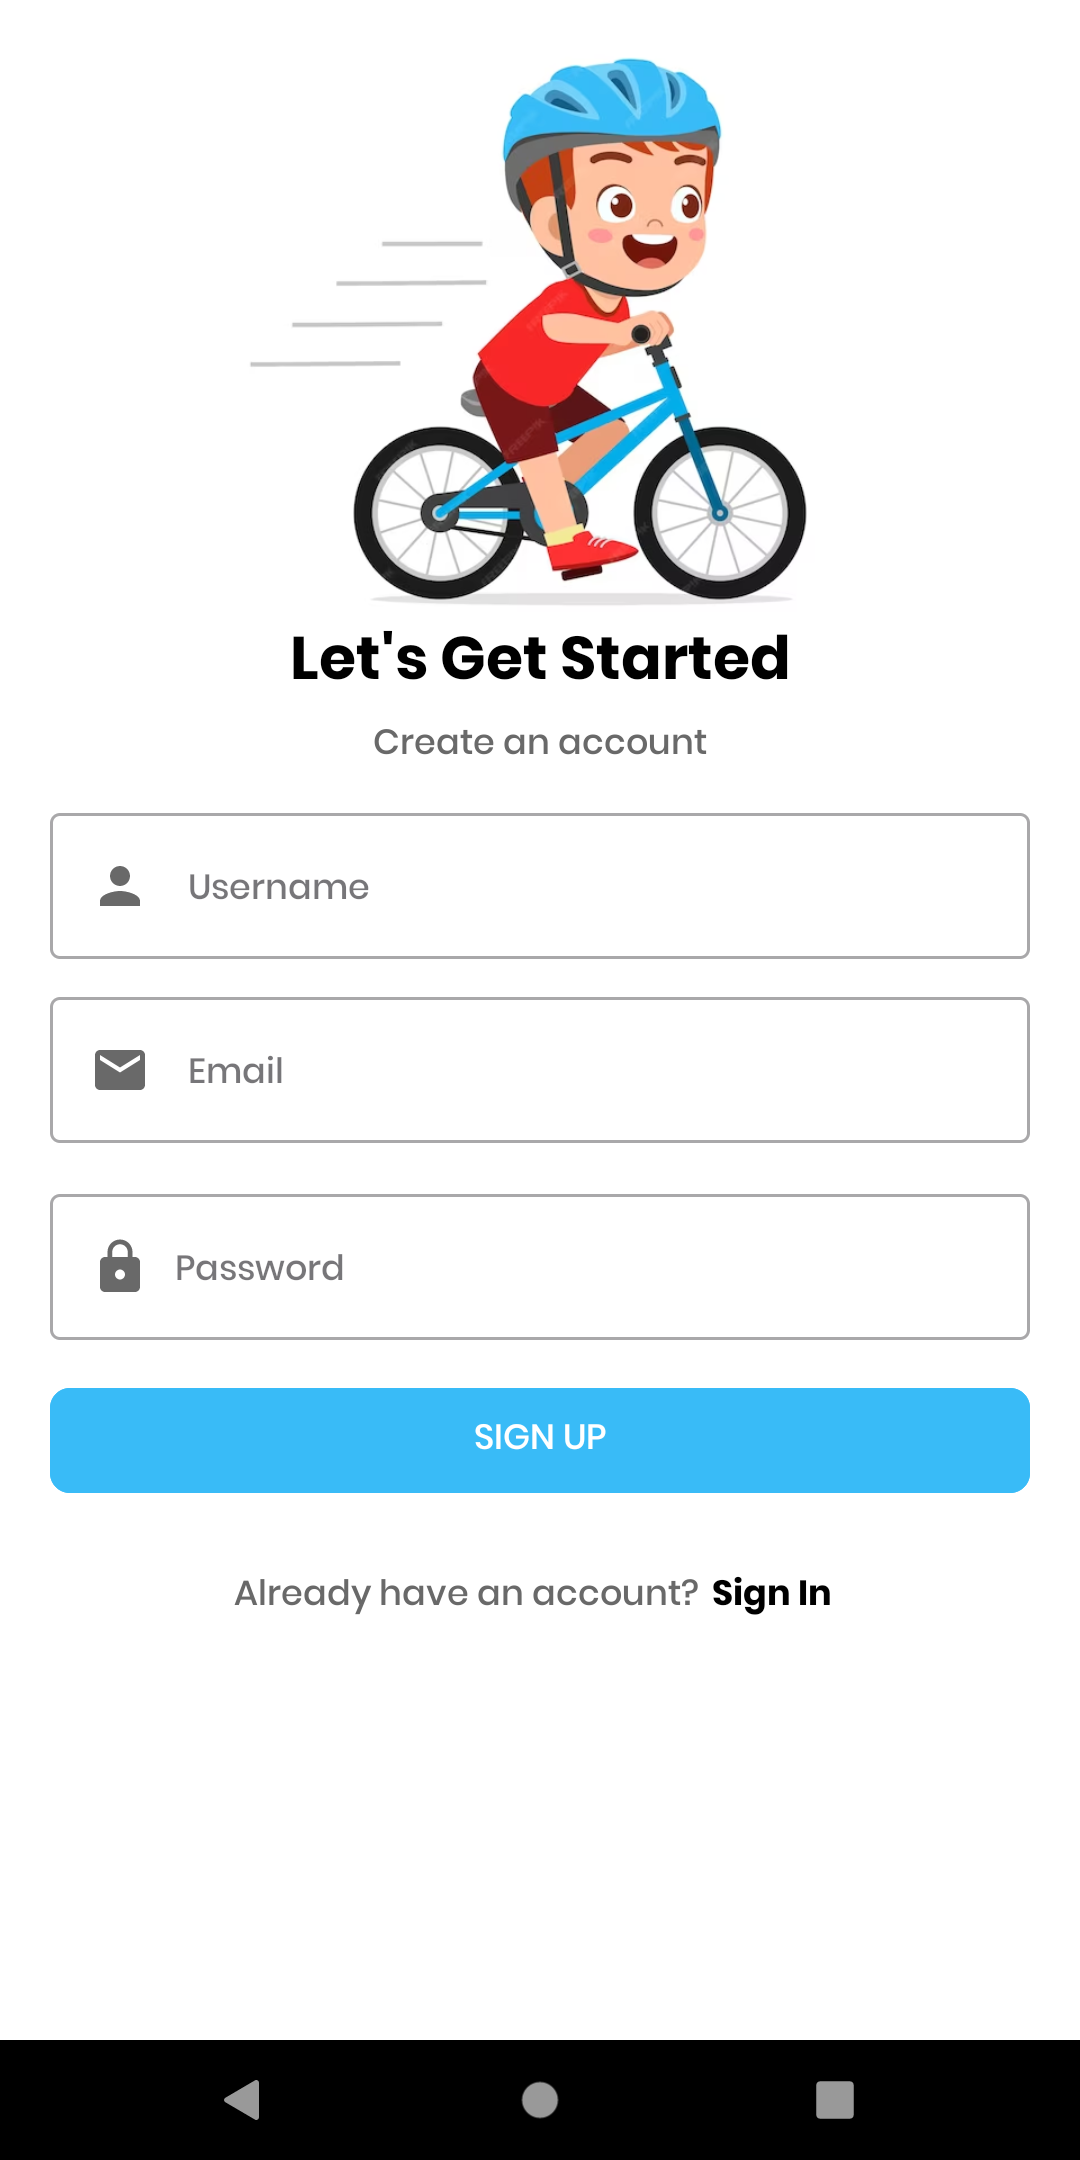 Let's Get Started
Create an account
Username
Email
Password
SIGN UP
Already have an account? Sign In